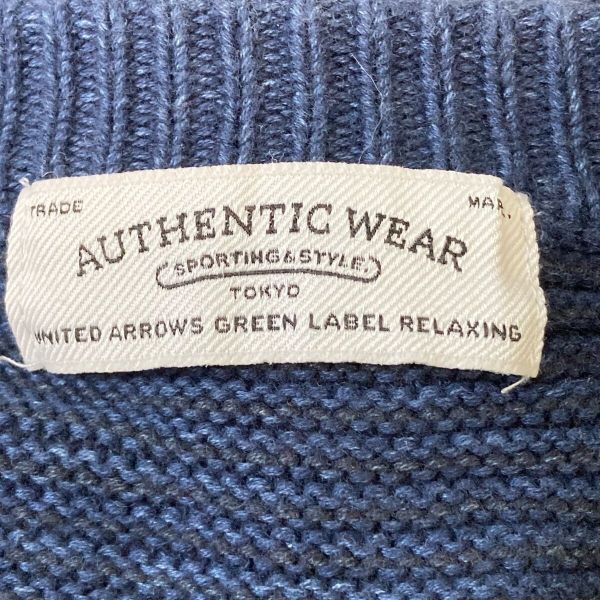 TRADE MAR.
AUTHENTIC WEAR
SPORTING&STYLE.
TOKYO
UNITED ARROWS GREEN LABEL RELAXING